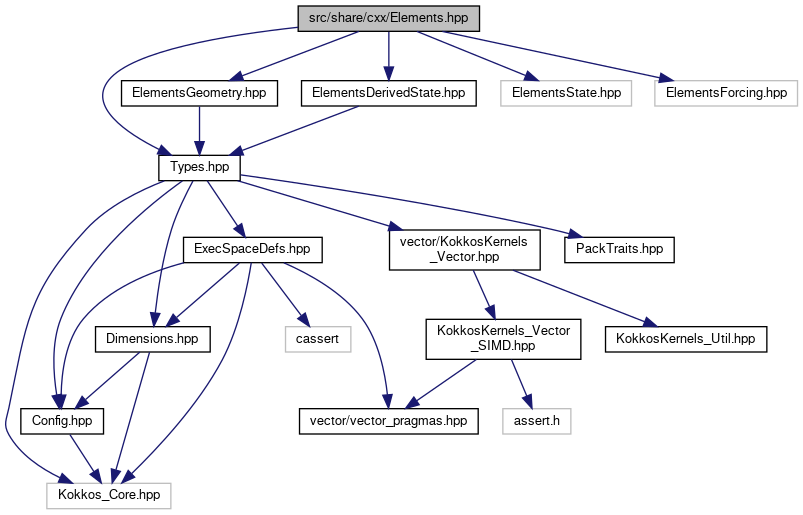 src/share/cxx/Elements.hpp
ElementsGeometry.hpp
ElementsDerivedState.hpp
ElementsState.hpp
ElementsForcing.hpp
Types.hpp
ExecSpaceDefs.hpp
vector/KokkosKernels
_Vector.hpp
PackTraits.hpp
Dimensions.hpp
cassert
KokkosKernels_Vector
_SIMD.hpp
KokkosKernels_Util.hpp
Config.hpp
vector/vector_pragmas.hpp
assert.h
Kokkos_Core.hpp